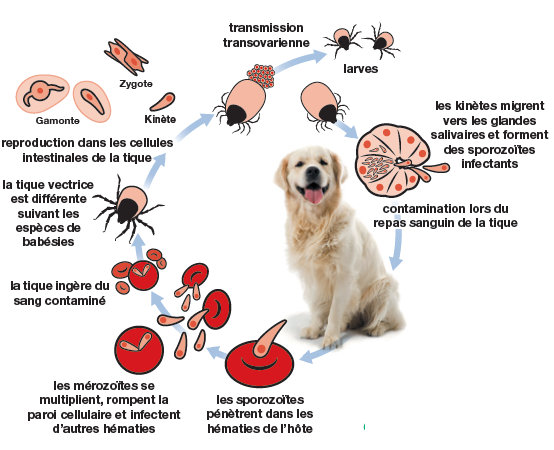 transmission
transovarienne
larves
Zygote
Gamonte
Kinète
reproduction dans les cellules
intestinales de la tique
les kinètes migrent
vers les glandes
salivaires et forment
des sporozoïtes
infectants
la tique vectrice
est différente
suivant les
espèces de
babésies
contamination lors du
repas sanguin de la tique
la tique ingère du
sang contaminé
les mérozoïtes se
multiplient, rompent la
paroi cellulaire et infectent
d'autres hématies
les sporozoïtes
pénètrent dans les
hématies de l'hôte